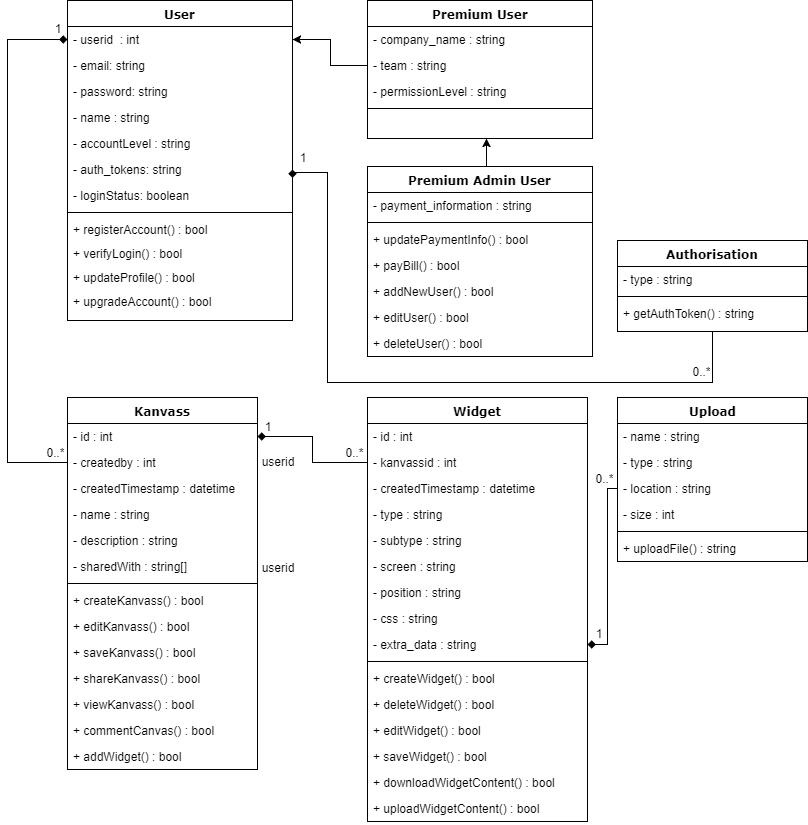 User
- userid : int
- email: string
- password: string
- name : string
- accountLevel : string
- auth_tokens: string
- loginStatus: boolean
+ registerAccount() : bool
+ verifyLogin() : bool
+ updateProfile() : bool
+ upgradeAccount() : bool
1
1
Premium User
- company_name : string
- team : string
- permissionLevel : string
Premium Admin User
- payment_information : string
+ updatePaymentInfo() : bool
+ payBill() : bool
+ addNewUser() : bool
+ editUser() : bool
+ deleteUser() : bool
Authorisation
- type : string
+ getAuthToken() : string
0..*
Kanvass
- id : int
- createdby : int
- createdTimestamp : datetime
- name : string
- description : string
- sharedWith : string[]
+ createKanvass() : bool
+ editKanvass() : bool
+ saveKanvass() : bool
+ shareKanvass() : bool
+ viewKanvass() : bool
+ commentCanvas() : bool
+ addWidget() : bool
0..*
1
userid
userid
0..*
Widget
- id : int
- kanvassid : int
- createdTimestamp : datetime
- type : string
- subtype : string
- screen : string
- position : string
- css : string
- extra_data : string
+ createWidget() : bool
+ deleteWidget() : bool
+ editWidget() : bool
+ saveWidget() : bool
+ downloadWidgetContent() : bool
+ uploadWidgetContent() : bool
0..*
1
Upload
- name : string
- type : string
- location : string
- size : int
+ uploadFile() : string